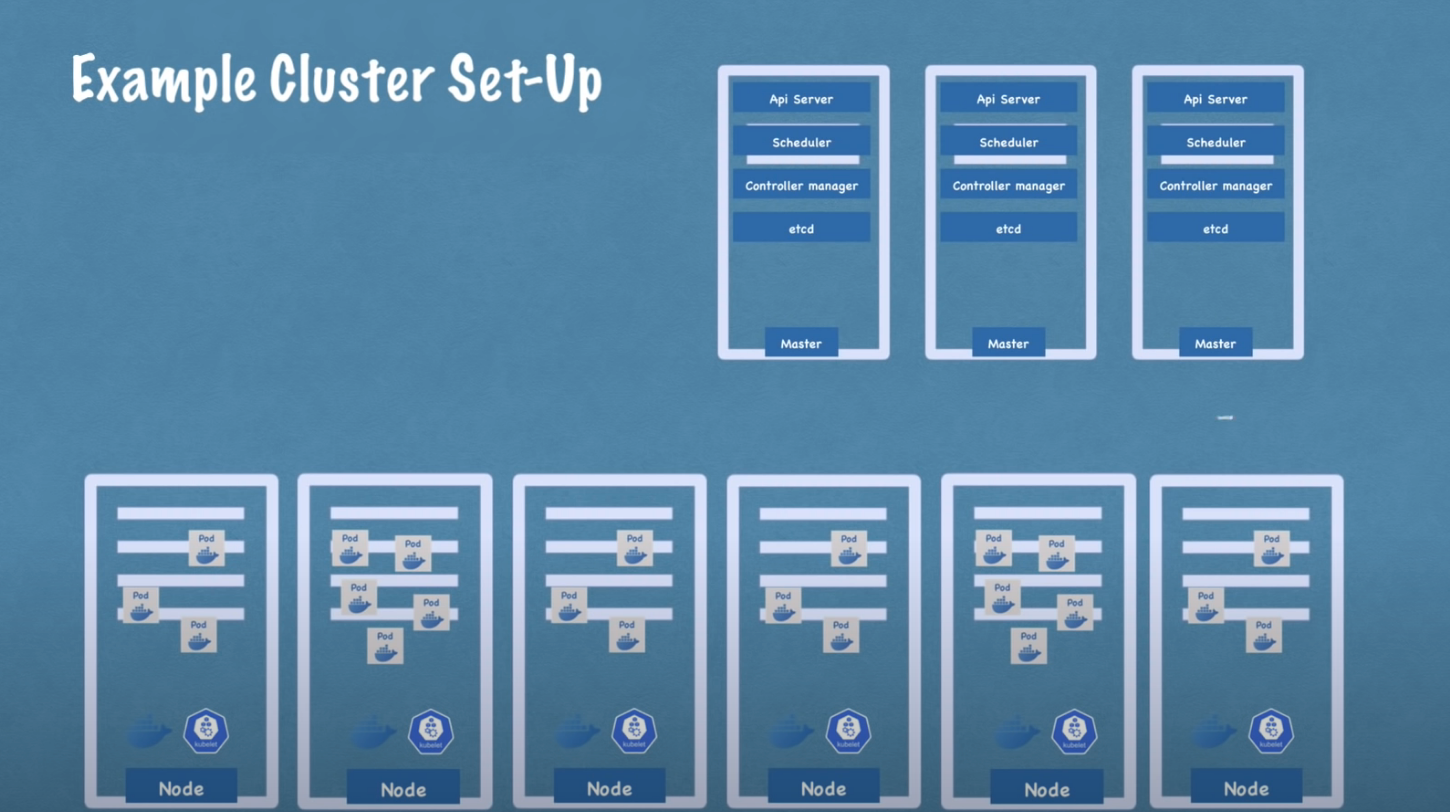 Example Cluster Set-Up
Api Server
Scheduler
Controller manager
etcd
Master
Api Server
Scheduler
Controller manager
etcd
Master
Api Server
Scheduler
Controller manager
etcd
Master
Pod
Pod
Pod
kubelet
Node
Pod
Pod
Pod
Pod
Pod
kubelet
Node
Pod
Pod
Pod
kubelet
Node
Pod
Pod
Pod
kubelet
Node
Pod
Pod
Pod
Pod
Pod
kubelet
Node
Pod
Pod
Pod
kubelet
Node